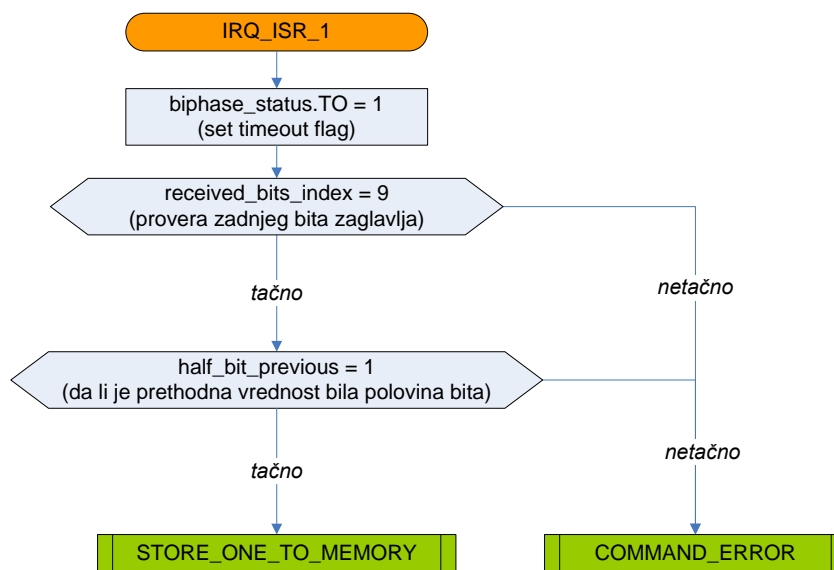 IRQ_ISR_1
biphase_status.TO = 1
(set timeout flag)
received_bits_index = 9
(provera zadnjeg bita zaglavlja)
tačno
netačno
half_bit_previous = 1
(da li je prethodna vrednost bila polovina bita)
tačno
netačno
STORE_ONE_TO_MEMORY
COMMAND_ERROR